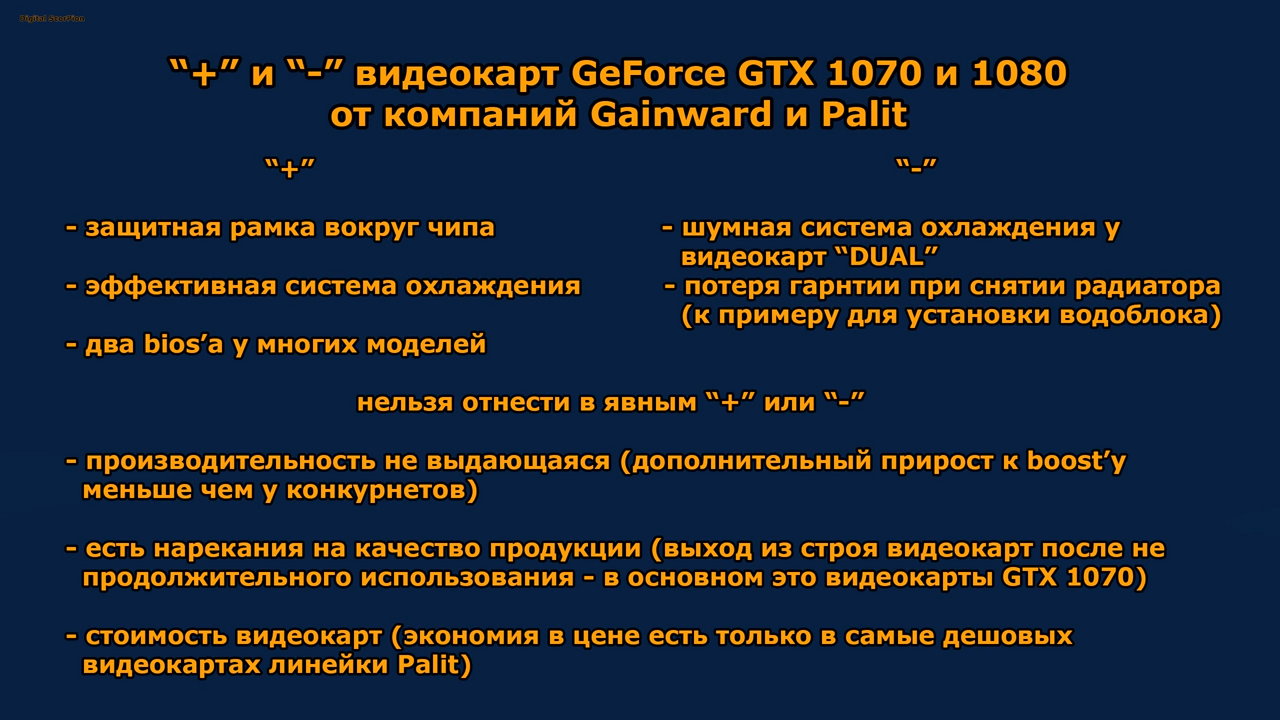 Digital Scor7ion
“+” и “-” видеокарт GeForce GTX 1070 и 1080
от компаний Gainward и Palit
“+”
- защитная рамка вокруг чипа
- эффективная система охлаждения
- два bios’а у многих моделей
“-”
- шумная система охлаждения у
видеокарт “DUAL”
- потеря гарнтии при снятии радиатора
(к примеру для установки водоблока)
нельзя отнести в явным “+” или “-”
- производительность не выдающаяся (дополнительный прирост к boost’у
меньше чем у конкурнетов)
- есть нарекания на качество продукции (выход из строя видеокарт после не
продолжительного использования - в основном это видеокарты GTX 1070)
- стоимость видеокарт (экономия в цене есть только в самые дешовых
видеокартах линейки Palit)